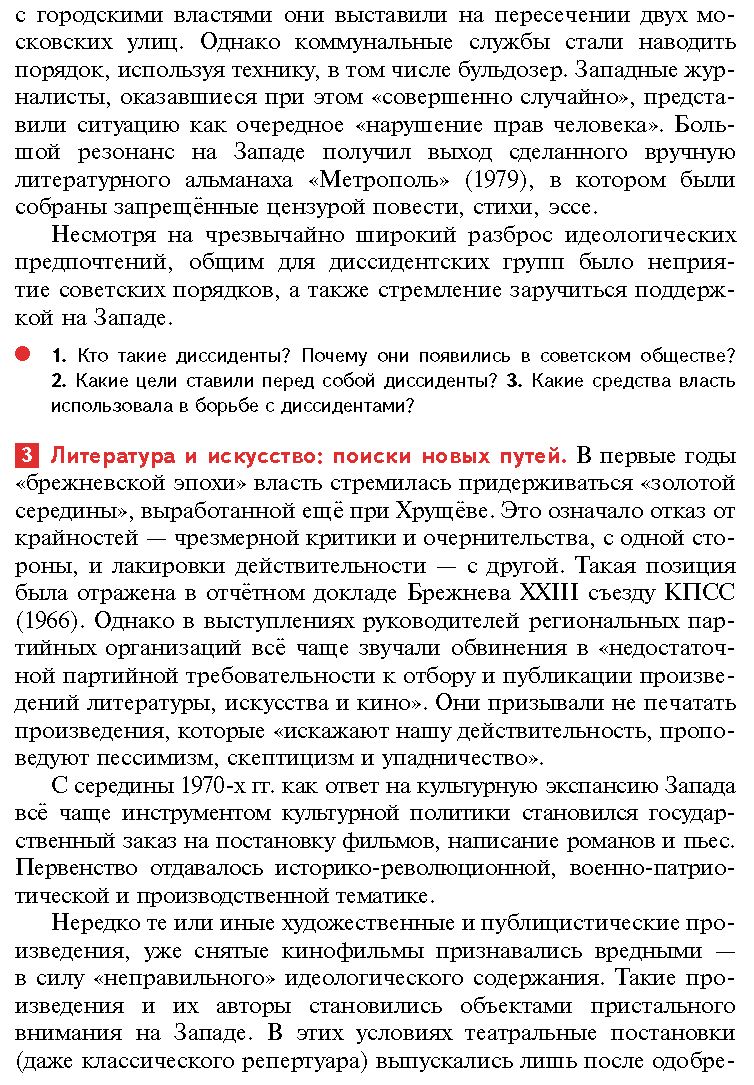 с городскими властями они выставили на пересечении двух мо-
сковских улиц. Однако коммунальные службы стали наводить
порядок, используя технику, в том числе бульдозер. Западные жур-
налисты, оказавшиеся при этом «совершенно случайно», предста-
вили ситуацию как очередное «нарушение прав человека». Боль-
шой резонанс на Западе получил выход сделанного вручную
литературного альманаха «Метрополь» (1979), в котором были
собраны запрещённые цензурой повести, стихи, эссе.
Несмотря на чрезвычайно широкий разброс идеологических
предпочтений, общим для диссидентских групп было неприя-
тие советских порядков, а также стремление заручиться поддерж-
кой на Западе.
1. Кто такие диссиденты? Почему они появились в советском обществе?
2. Какие цели ставили перед собой диссиденты? 3. Какие средства власть
использовала в борьбе с диссидентами?
3 Литература и искусство: поиски новых путей. В первые годы
«брежневской эпохи» власть стремилась придерживаться «золотой
середины», выработанной ещё при Хрущёве. Это означало отказ от
крайностей — чрезмерной критики и очернительства, с одной сто-
роны, и лакировки действительности — с другой. Такая позиция
была отражена в отчётном докладе Брежнева XXIII съезду КПСС
(1966). Однако в выступлениях руководителей региональных пар-
тийных организаций всё чаще звучали обвинения в «недостаточ-
ной партийной требовательности к отбору и публикации произве-
дений литературы, искусства и кино». Они призывали не печатать
произведения, которые «искажают нашу действительность, пропо-
ведуют пессимизм, скептицизм и упадничество».
С середины 1970-х гг. как ответ на культурную экспансию Запада
всё чаще инструментом культурной политики становился государ-
ственный заказ на постановку фильмов, написание романов и пьес.
Первенство отдавалось историко-революционной, военно-патрио-
тической и производственной тематике.
Нередко те или иные художественные и публицистические про-
изведения, уже снятые кинофильмы признавались вредными —
в силу «неправильного» идеологического содержания. Такие про-
изведения и их авторы становились объектами пристального
внимания на Западе. В этих условиях театральные постановки
(даже классического репертуара) выпускались лишь после одобре-